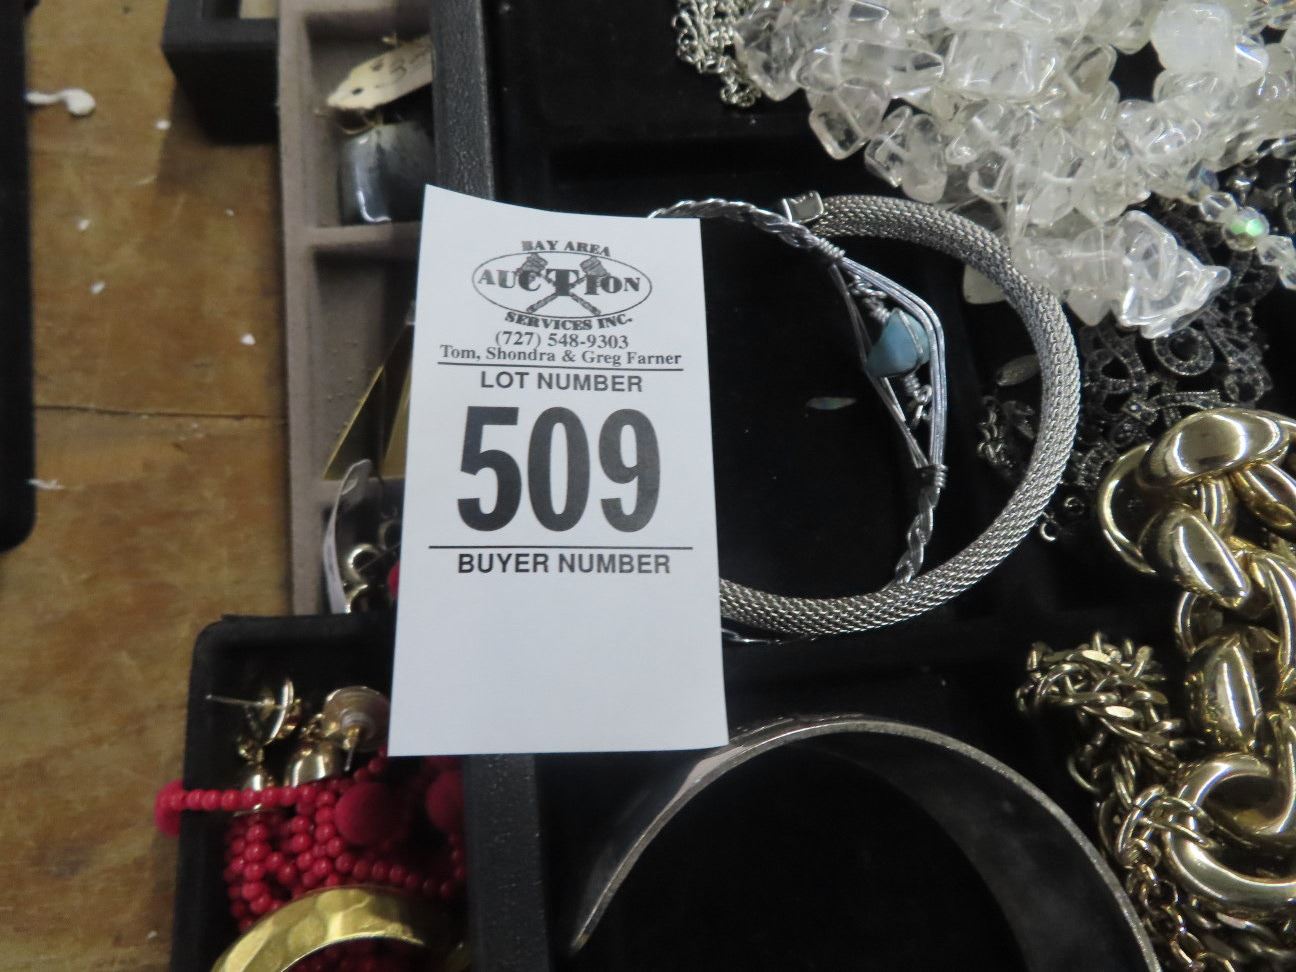 BAY AREA
AUCTION
SERVICES INC.
(727) 548-9303
Tom, Shondra & Greg Farner
LOT NUMBER
509
BUYER NUMBER